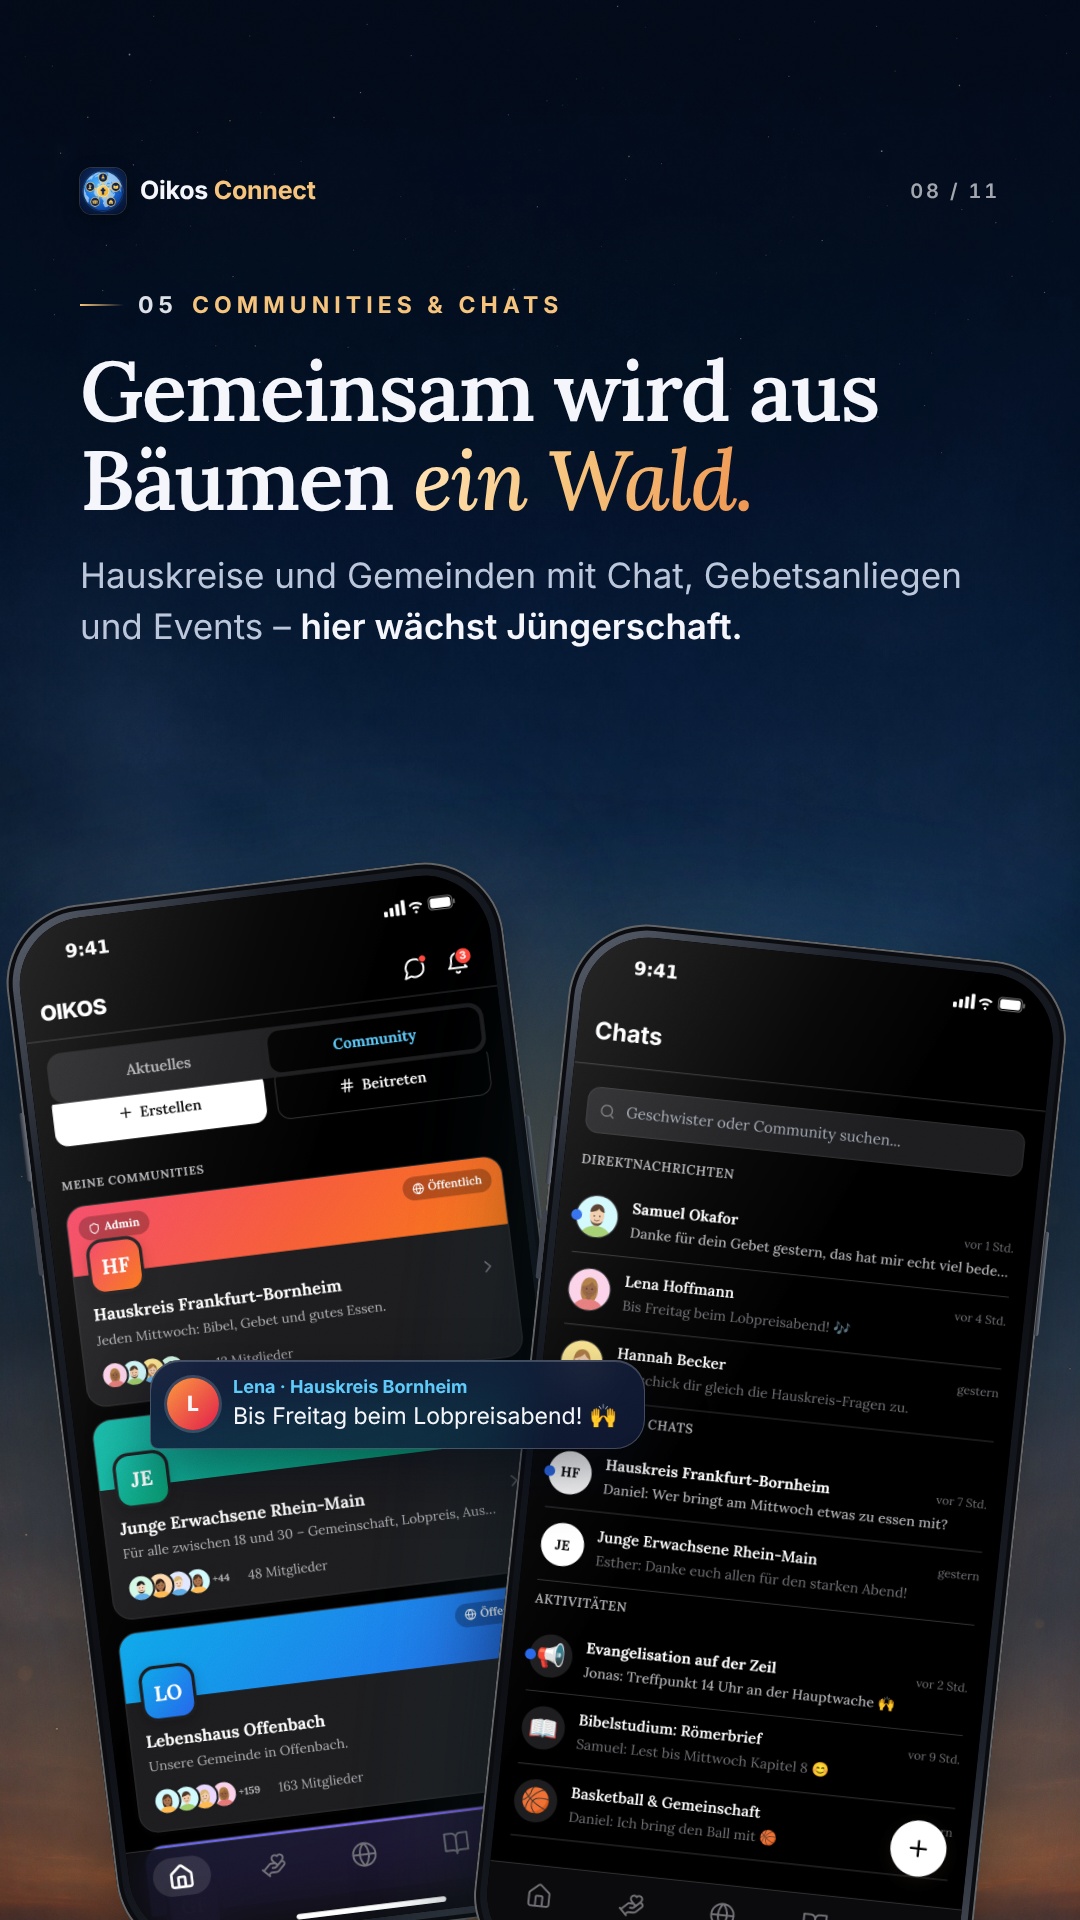 Oikos Connect
08 / 11
05 COMMUNITIES & CHATS
Gemeinsam wird aus
Bäumen ein Wald.
Hauskreise und Gemeinden mit Chat, Gebetsanliegen
und Events – hier wächst Jüngerschaft.
9:41
3
OIKOS
Aktuelles
Community
+ Erstellen
# Beitreten
MEINE COMMUNITIES
Admin
Öffentlich
HF
Hauskreis Frankfurt-Bornheim
Jeden Mittwoch: Bibel, Gebet und gutes Essen.
Mitglieder
L
Lena · Hauskreis Bornheim
Bis Freitag beim Lobpreisabend! 🙌
JE
Junge Erwachsene Rhein-Main
Für alle zwischen 18 und 30 – Gemeinschaft, Lobpreis, Aus...
+44
48 Mitglieder
LO
Lebenshaus Offenbach
Unsere Gemeinde in Offenbach.
+159
163 Mitglieder
9:41
Chats
Geschwister oder Community suchen...
DIREKTNACHRICHTEN
Samuel Okafor
vor 1 Std.
Danke für dein Gebet gestern, das hat mir echt viel bede...
Lena Hoffmann
vor 4 Std.
Bis Freitag beim Lobpreisabend! 🎶
Hannah Becker
gestern
dir gleich die Hauskreis-Fragen zu.
CHATS
HF
Hauskreis Frankfurt-Bornheim
vor 7 Std.
Daniel: Wer bringt am Mittwoch etwas zu essen mit?
JE
Junge Erwachsene Rhein-Main
gestern
Esther: Danke euch allen für den starken Abend!
AKTIVITÄTEN
Evangelisation auf der Zeil
vor 2 Std.
Jonas: Treffpunkt 14 Uhr an der Hauptwache 🙌
Bibelstudium: Römerbrief
vor 9 Std.
Samuel: Lest bis Mittwoch Kapitel 8 😊
Basketball & Gemeinschaft
Daniel: Ich bring den Ball mit 🏀
+